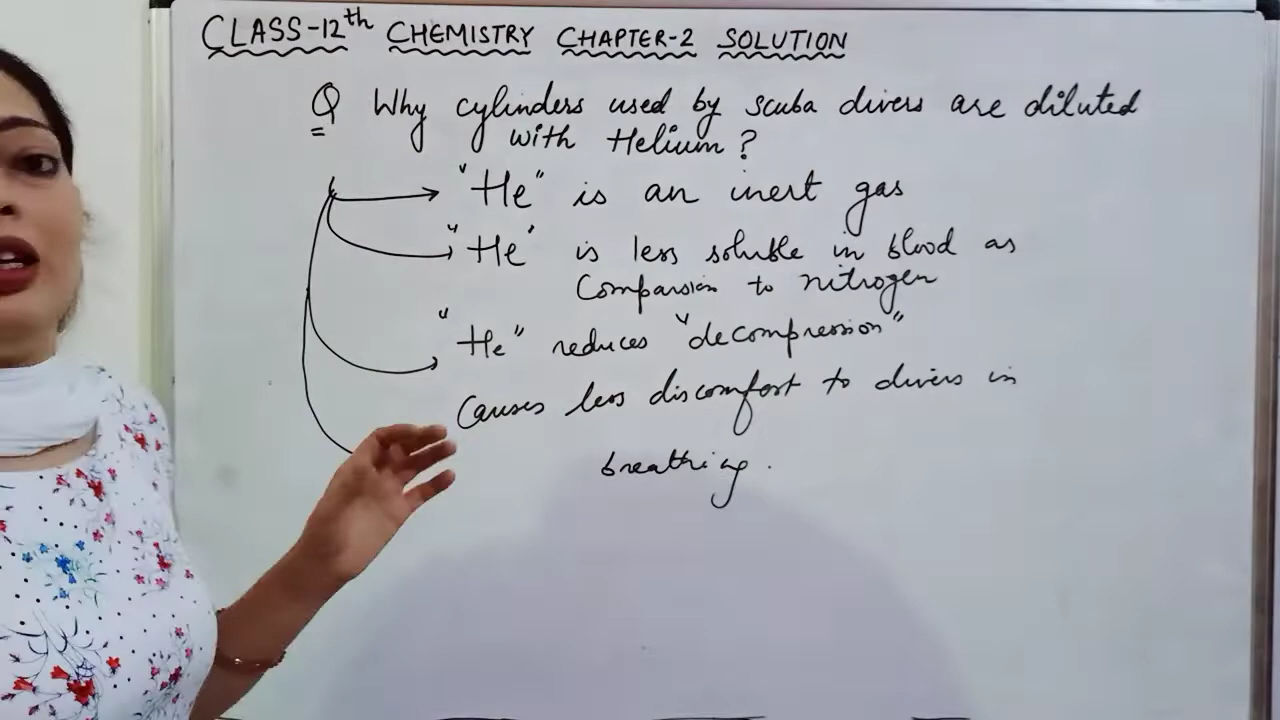 CLASS-12th CHEMISTRY CHAPTER-2 SOLUTION
Q Why cylinders used by scuba divers are diluted
with Helium?
"He" is an inert gas
"He" is less soluble in blood as
Comparsion to nitrogen
"He" reduces "decompression"
Causes less discomfort to divers in
breathing.